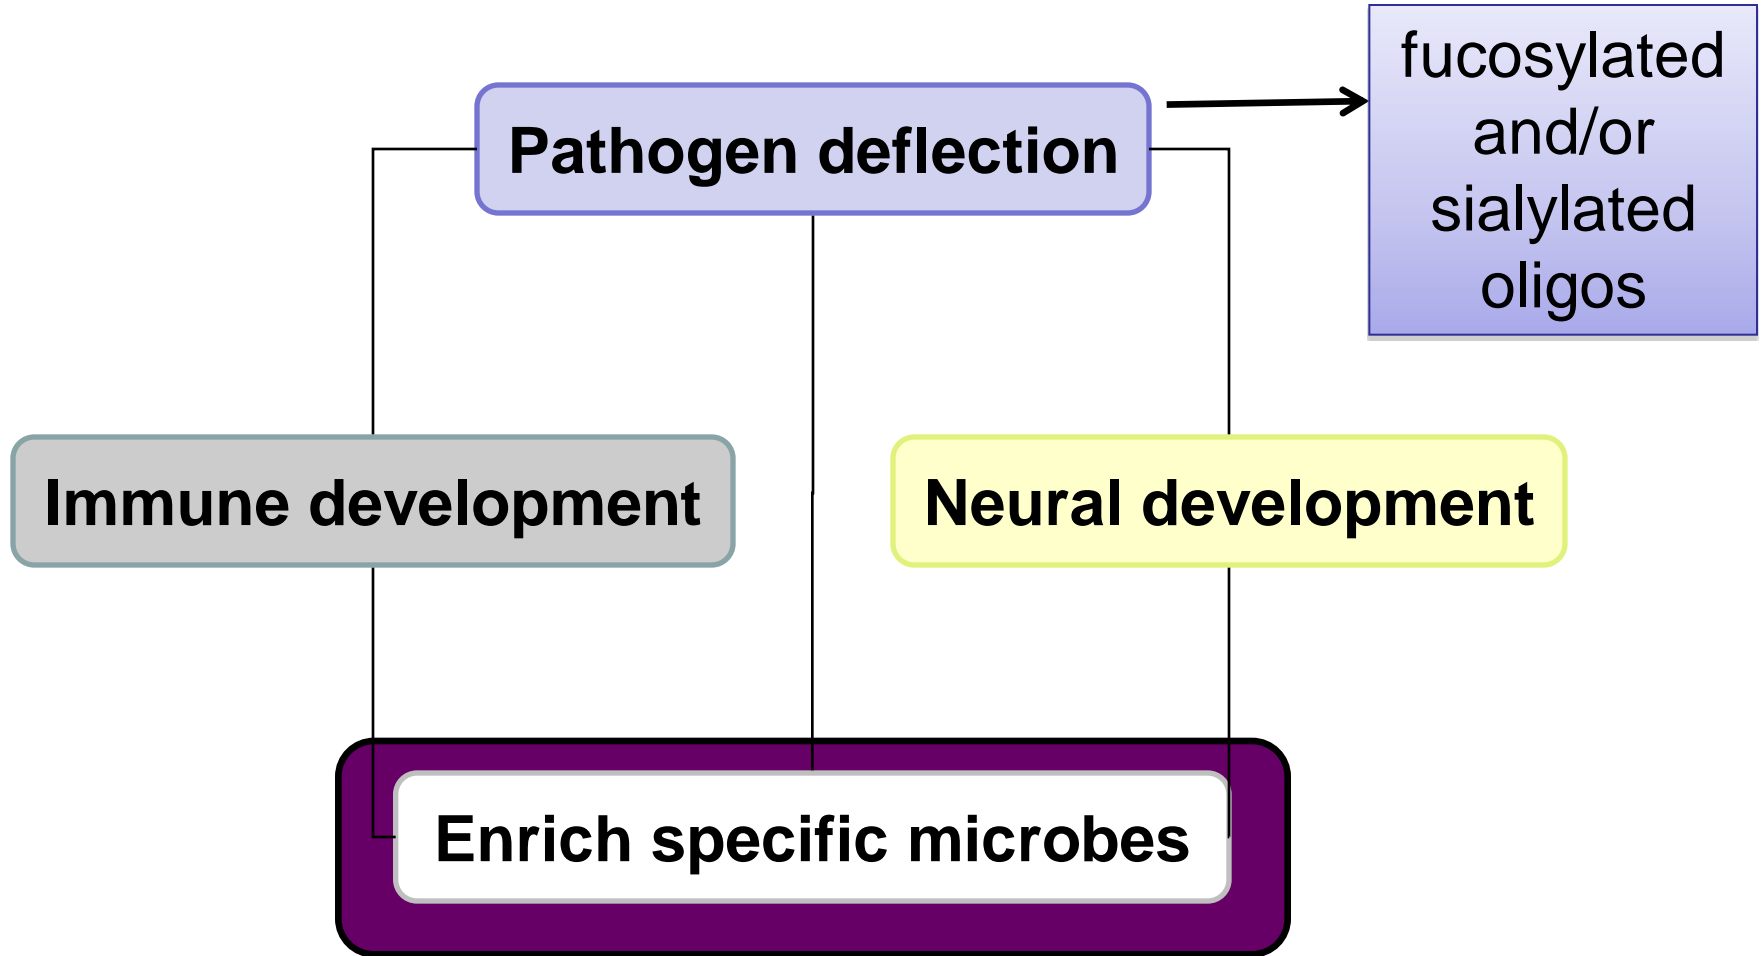 fucosylated
and/or
sialylated
oligos
Pathogen deflection
Immune development
Neural development
Enrich specific microbes